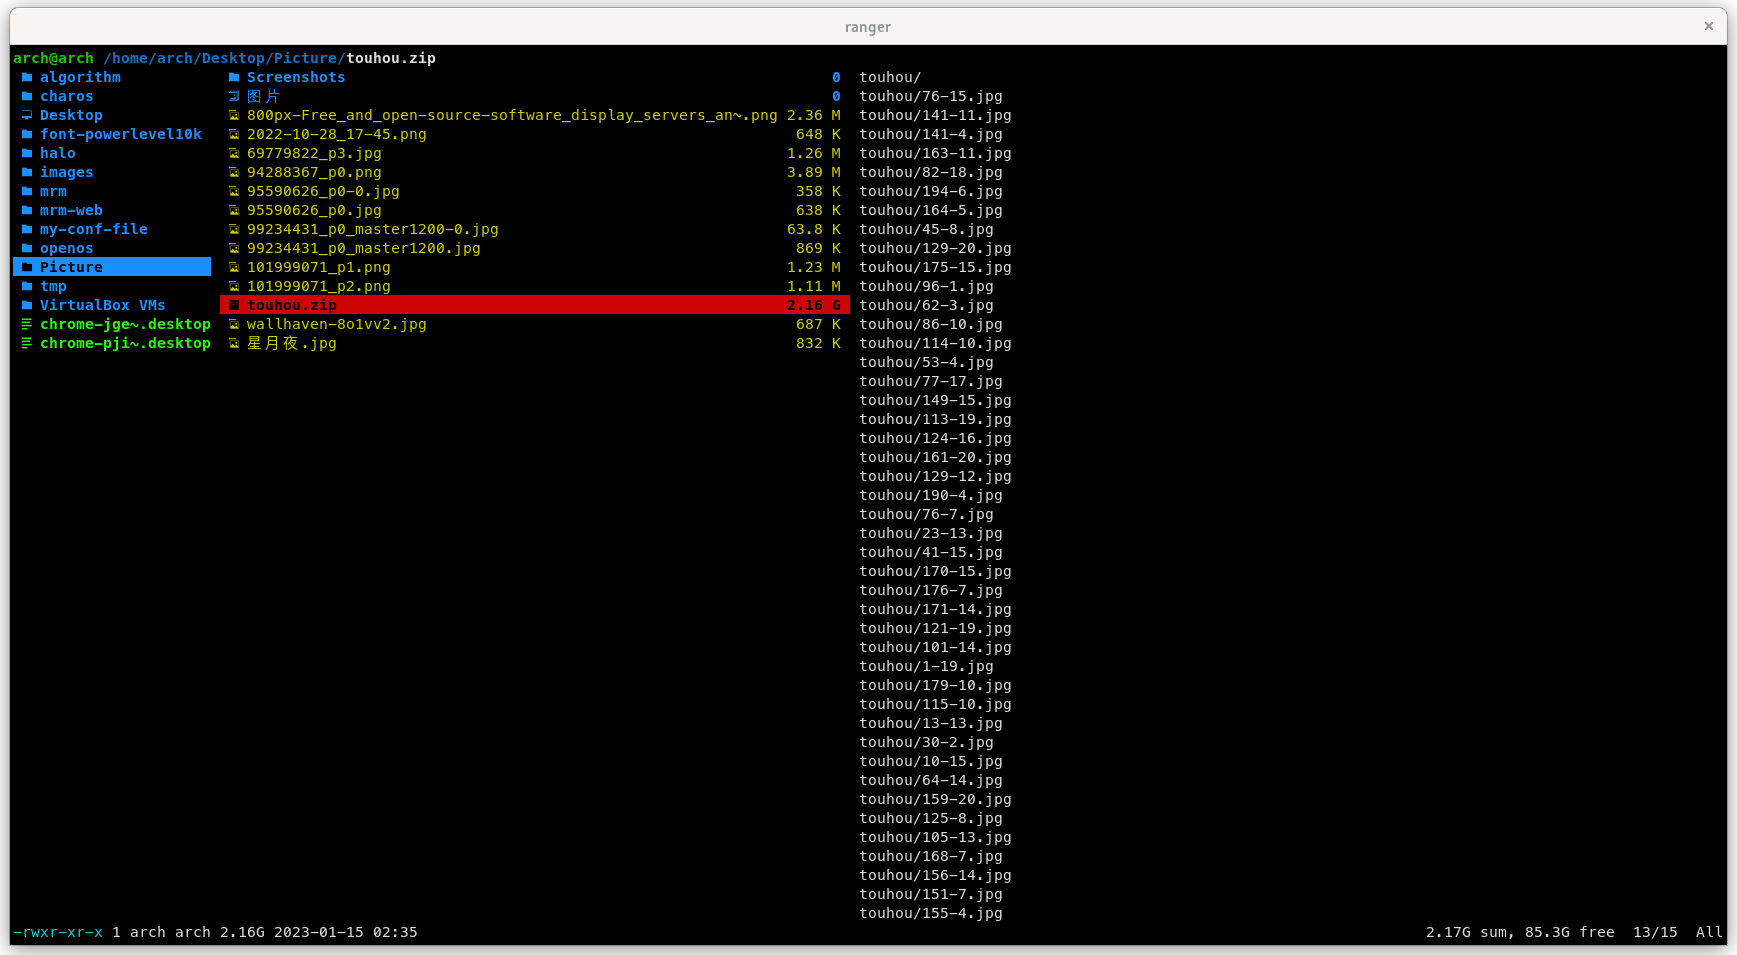 ranger
arch@arch /home/arch/Desktop/Picture/touhou.zip
algorithm
charos
Desktop
font-powerlevel10k
halo
images
mrm
mrm-web
my-conf-file
openos
Picture
tmp
VirtualBox VMs
chrome-jge~.desktop
chrome-pji~.desktop
Screenshots 0
图片 0
800px-Free_and_open-source-software_display_servers_an~.png 2.36 M
2022-10-28_17-45.png 648 K
69779822_p3.jpg 1.26 M
94288367_p0.png 3.89 M
95590626_p0-0.jpg 358 K
95590626_p0.jpg 638 K
99234431_p0_master1200-0.jpg 63.8 K
99234431_p0_master1200.jpg 869 K
101999071_p1.png 1.23 M
101999071_p2.png 1.11 M
touhou.zip 2.16 G
wallhaven-8o1vv2.jpg 687 K
星月夜.jpg 832 K
touhou/
touhou/76-15.jpg
touhou/141-11.jpg
touhou/141-4.jpg
touhou/163-11.jpg
touhou/82-18.jpg
touhou/194-6.jpg
touhou/164-5.jpg
touhou/45-8.jpg
touhou/129-20.jpg
touhou/175-15.jpg
touhou/96-1.jpg
touhou/62-3.jpg
touhou/86-10.jpg
touhou/114-10.jpg
touhou/53-4.jpg
touhou/77-17.jpg
touhou/149-15.jpg
touhou/113-19.jpg
touhou/124-16.jpg
touhou/161-20.jpg
touhou/129-12.jpg
touhou/190-4.jpg
touhou/76-7.jpg
touhou/23-13.jpg
touhou/41-15.jpg
touhou/170-15.jpg
touhou/176-7.jpg
touhou/171-14.jpg
touhou/121-19.jpg
touhou/101-14.jpg
touhou/1-19.jpg
touhou/179-10.jpg
touhou/115-10.jpg
touhou/13-13.jpg
touhou/30-2.jpg
touhou/10-15.jpg
touhou/64-14.jpg
touhou/159-20.jpg
touhou/125-8.jpg
touhou/105-13.jpg
touhou/168-7.jpg
touhou/156-14.jpg
touhou/151-7.jpg
touhou/155-4.jpg
-rwxr-xr-x 1 arch arch 2.16G 2023-01-15 02:35 2.17G sum, 85.3G free 13/15 All